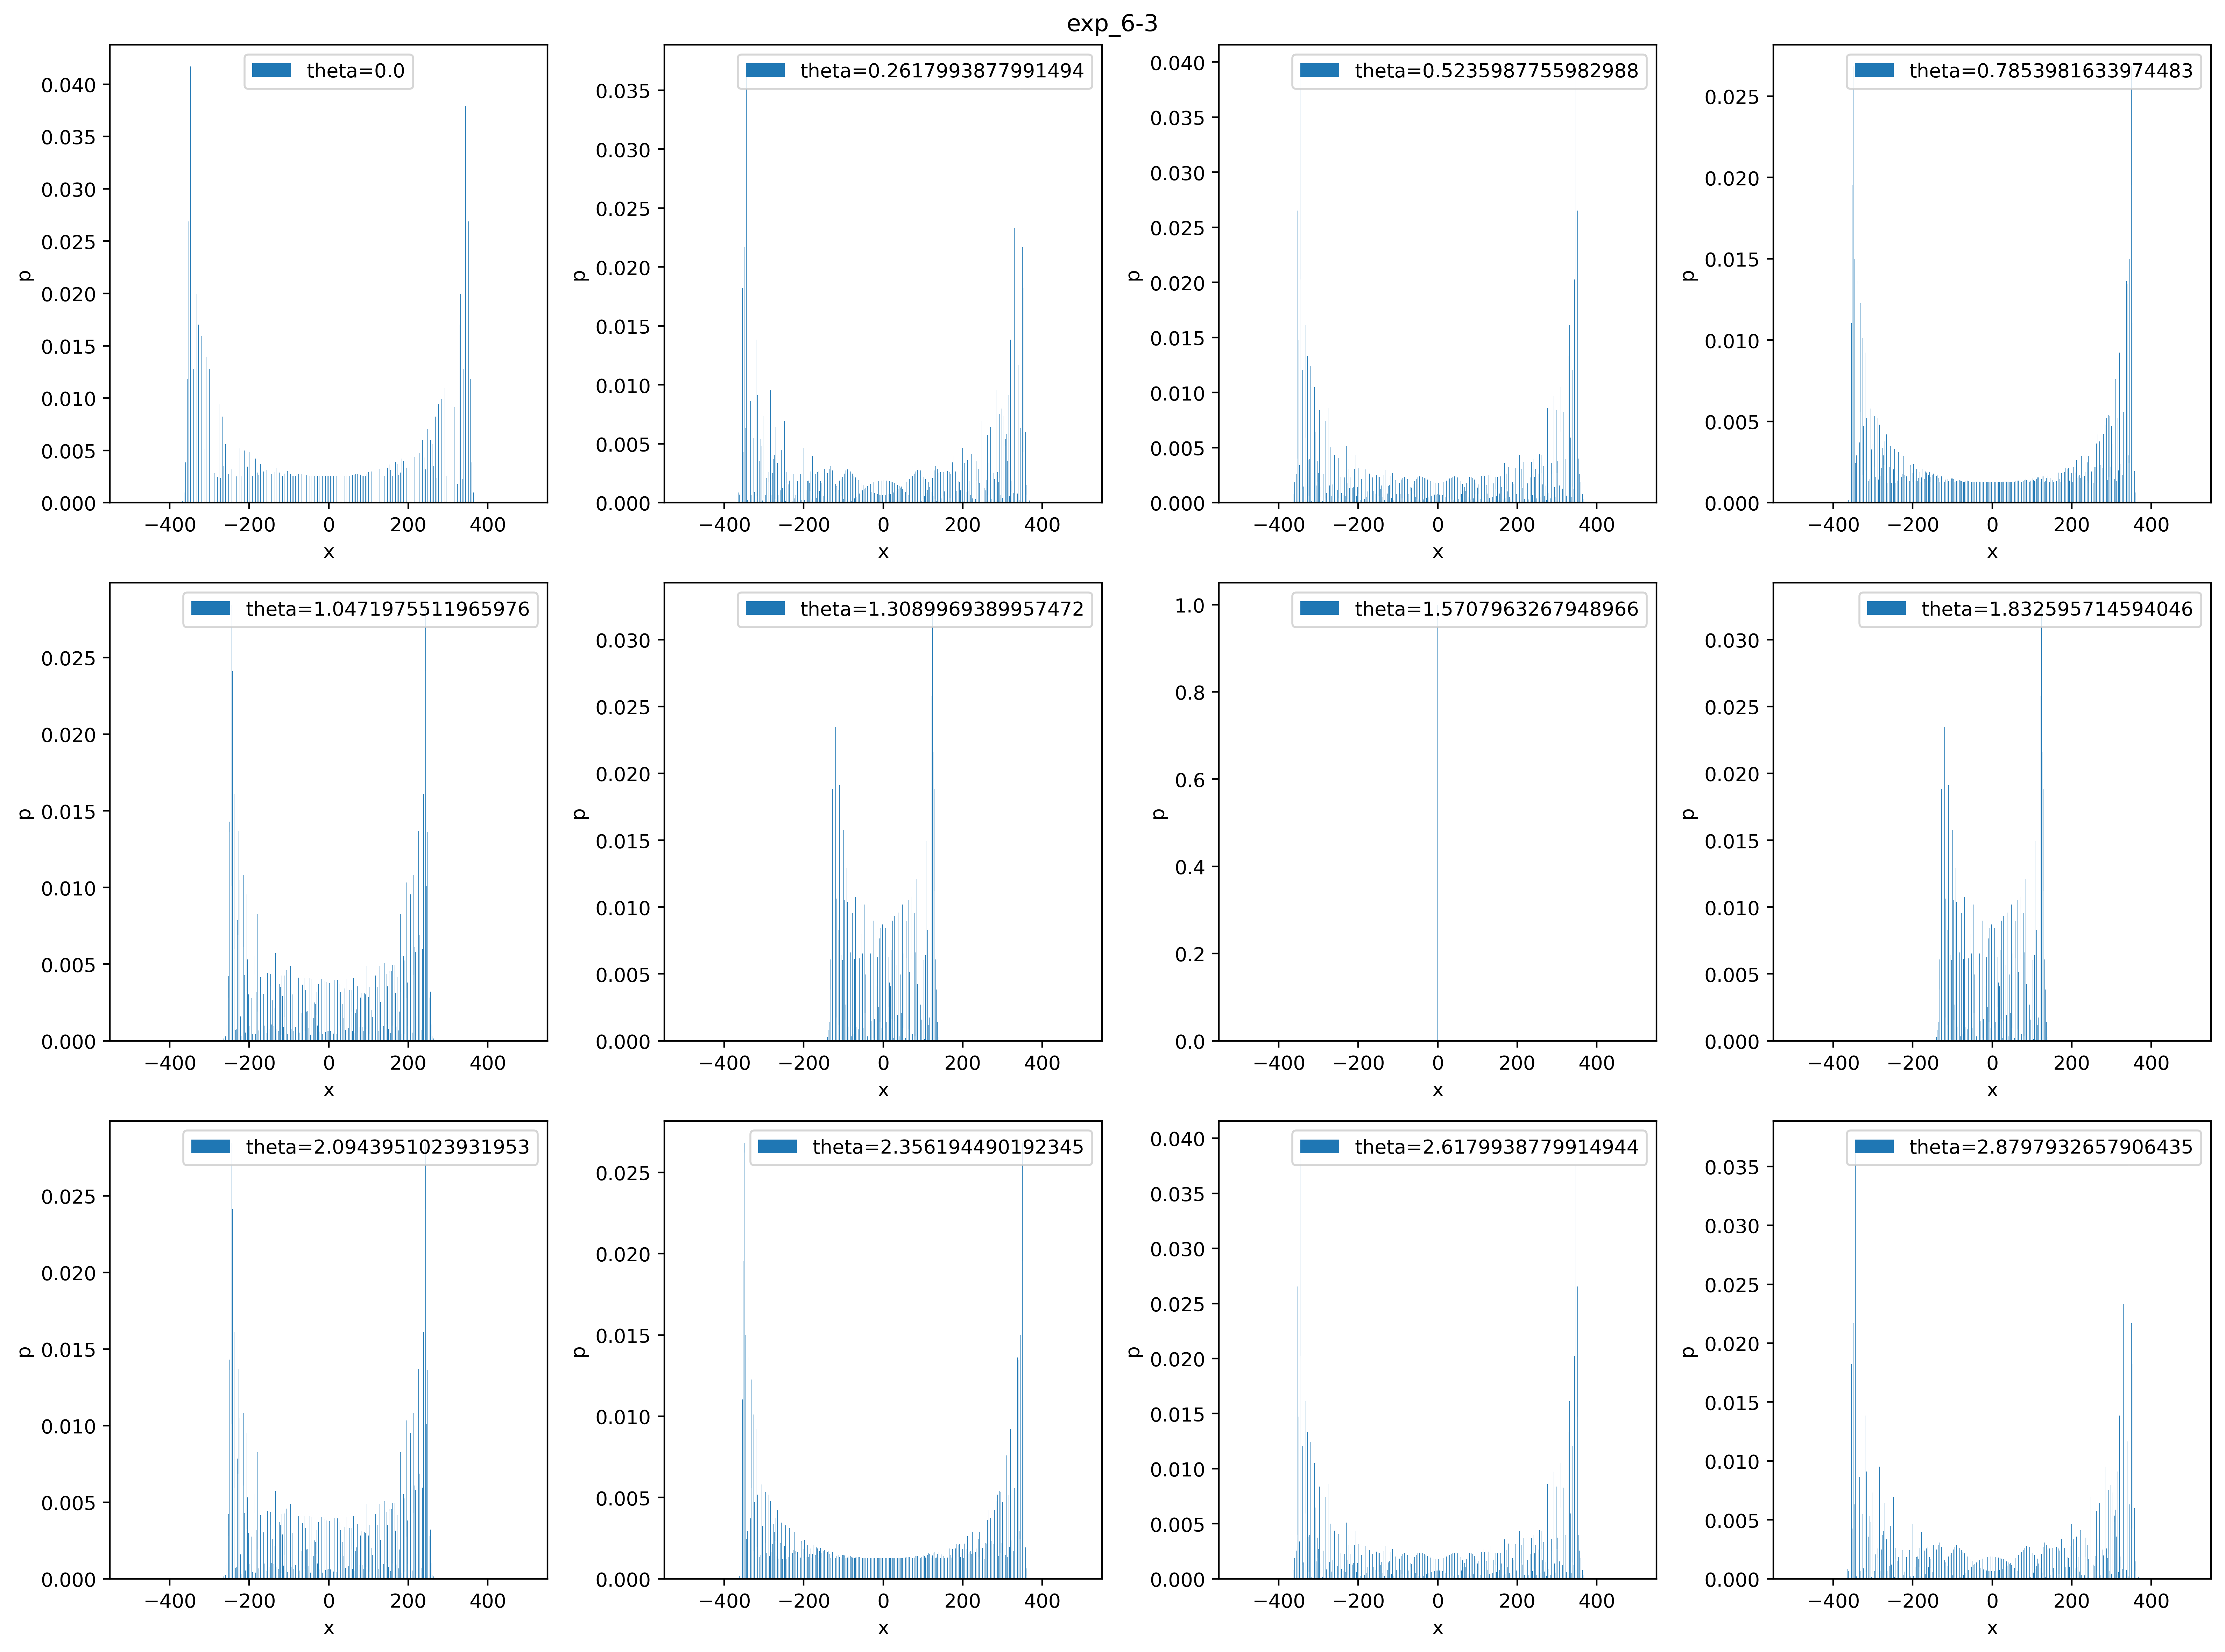 exp_6-3
theta=0.0
0.040
0.035
0.030
0.025
0.020
0.015
0.010
0.005
0.000
p
−400 −200 0 200 400
x
theta=0.2617993877991494
0.035
0.030
0.025
0.020
0.015
0.010
0.005
0.000
p
−400 −200 0 200 400
x
theta=0.5235987755982988
0.040
0.035
0.030
0.025
0.020
0.015
0.010
0.005
0.000
p
−400 −200 0 200 400
x
theta=0.7853981633974483
0.025
0.020
0.015
0.010
0.005
0.000
p
−400 −200 0 200 400
x
theta=1.0471975511965976
0.025
0.020
0.015
0.010
0.005
0.000
p
−400 −200 0 200 400
x
theta=1.3089969389957472
0.030
0.025
0.020
0.015
0.010
0.005
0.000
p
−400 −200 0 200 400
x
theta=1.5707963267948966
1.0
0.8
0.6
0.4
0.2
0.0
p
−400 −200 0 200 400
x
theta=1.832595714594046
0.030
0.025
0.020
0.015
0.010
0.005
0.000
p
−400 −200 0 200 400
x
theta=2.0943951023931953
0.025
0.020
0.015
0.010
0.005
0.000
p
−400 −200 0 200 400
x
theta=2.356194490192345
0.025
0.020
0.015
0.010
0.005
0.000
p
−400 −200 0 200 400
x
theta=2.6179938779914944
0.040
0.035
0.030
0.025
0.020
0.015
0.010
0.005
0.000
p
−400 −200 0 200 400
x
theta=2.8797932657906435
0.035
0.030
0.025
0.020
0.015
0.010
0.005
0.000
p
−400 −200 0 200 400
x